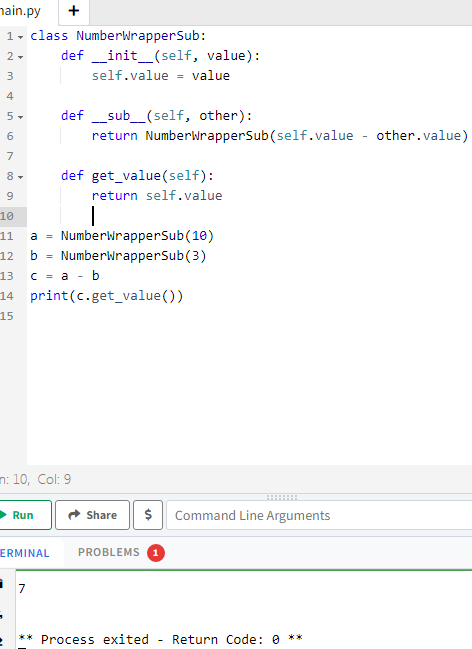 main.py +
1 class NumberWrapperSub:
2     def __init__(self, value):
3         self.value = value
4
5     def __sub__(self, other):
6         return NumberWrapperSub(self.value - other.value)
7
8     def get_value(self):
9         return self.value
10
11 a = NumberWrapperSub(10)
12 b = NumberWrapperSub(3)
13 c = a - b
14 print(c.get_value())
15
n: 10, Col: 9
Run Share $ Command Line Arguments
ERMINAL PROBLEMS 1
7
** Process exited - Return Code: 0 **